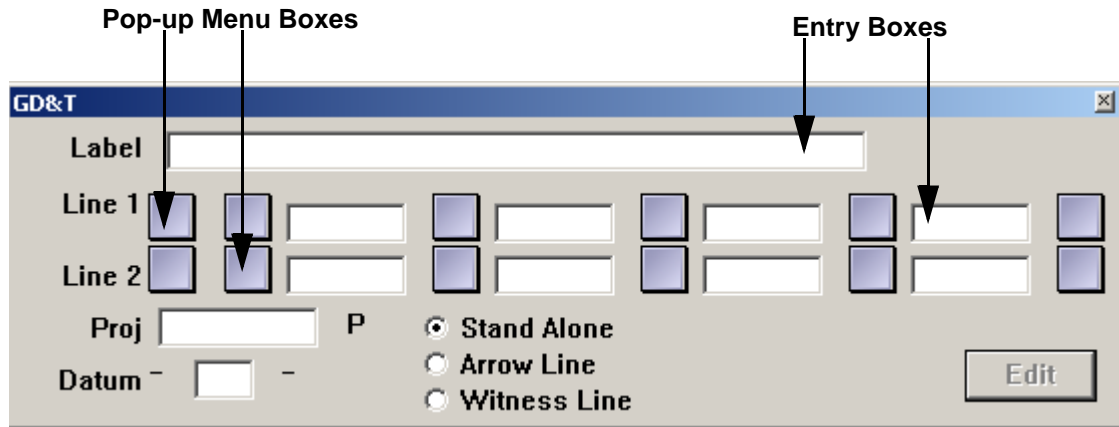 Pop-up Menu Boxes
Entry Boxes
GD&T
Label
Line 1
Line 2
Proj P
Datum - -
Stand Alone
Arrow Line
Witness Line
Edit